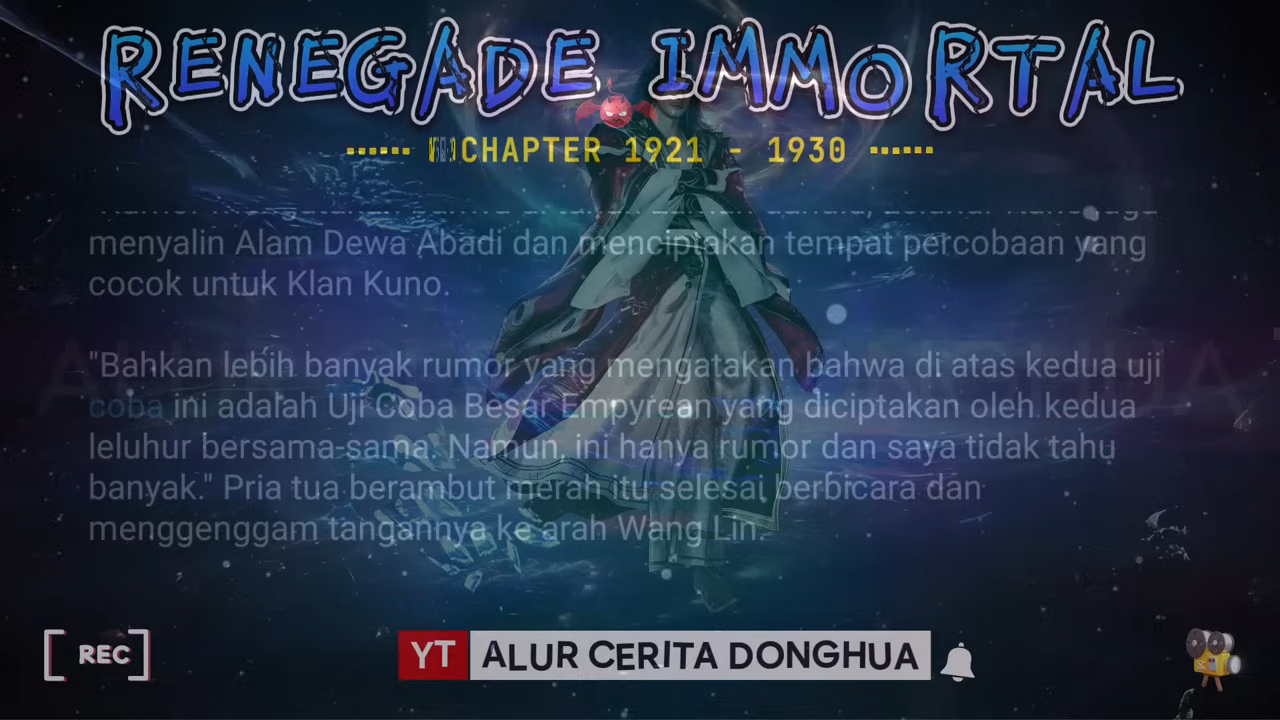 RENEGADE IMMORTAL
CHAPTER 1921 - 1930
menyalin Alam Dewa Abadi dan menciptakan tempat percobaan yang
cocok untuk Klan Kuno.
"Bahkan lebih banyak rumor yang mengatakan bahwa di atas kedua uji
coba ini adalah Uji Coba Besar Empyrean yang diciptakan oleh kedua
leluhur bersama-sama. Namun, ini hanya rumor dan saya tidak tahu
banyak." Pria tua berambut merah itu selesai berbicara dan
menggenggam tangannya ke arah Wang Lin.
[REC]
YT ALUR CERITA DONGHUA